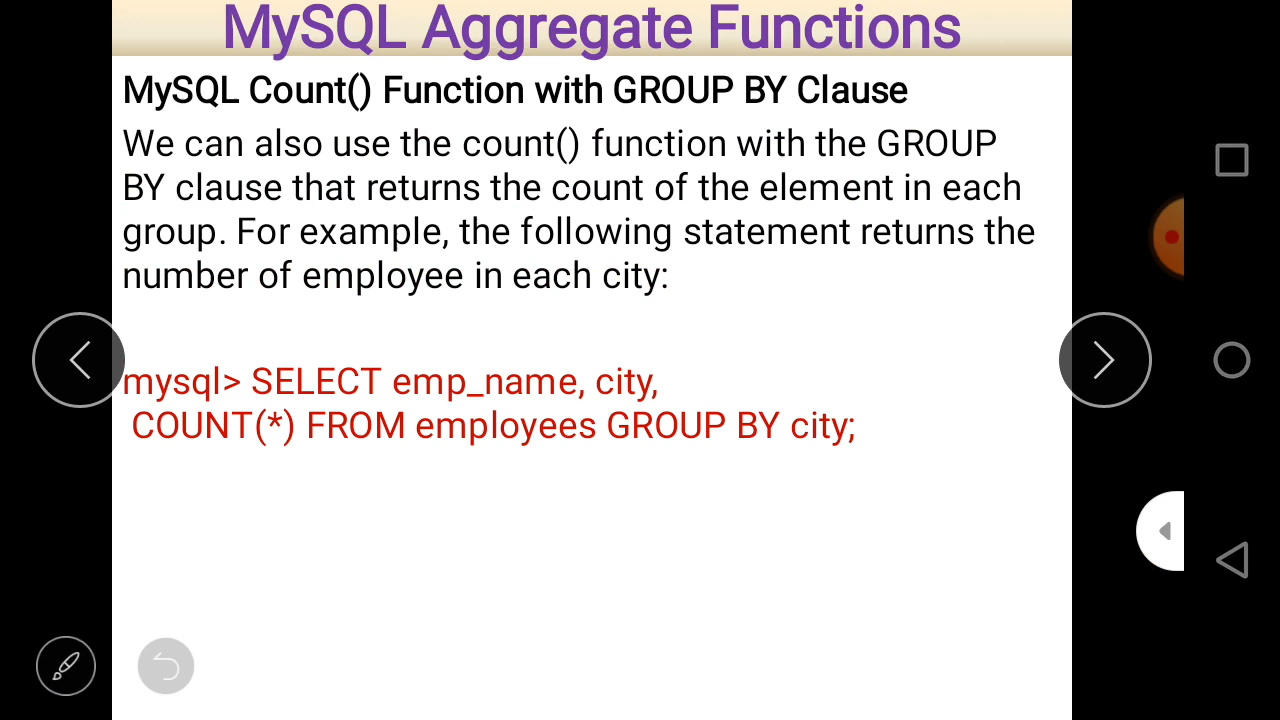 MySQL Aggregate Functions
MySQL Count() Function with GROUP BY Clause
We can also use the count() function with the GROUP
BY clause that returns the count of the element in each
group. For example, the following statement returns the
number of employee in each city:
mysql> SELECT emp_name, city,
COUNT(*) FROM employees GROUP BY city;